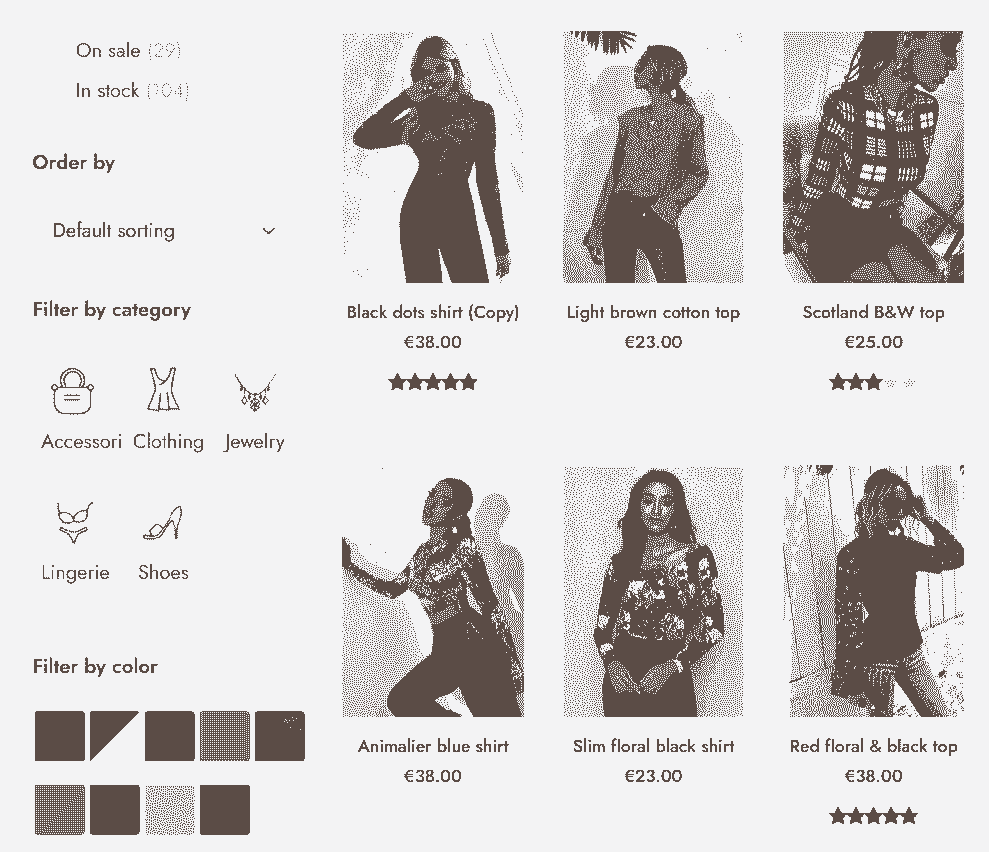 On sale (29)
In stock (104)
Order by
Default sorting
Filter by category
Accessori
Clothing
Jewelry
Lingerie
Shoes
Filter by color
Black dots shirt (Copy)
€38.00
Light brown cotton top
€23.00
Scotland B&W top
€25.00
Animalier blue shirt
€38.00
Slim floral black shirt
€23.00
Red floral & black top
€38.00